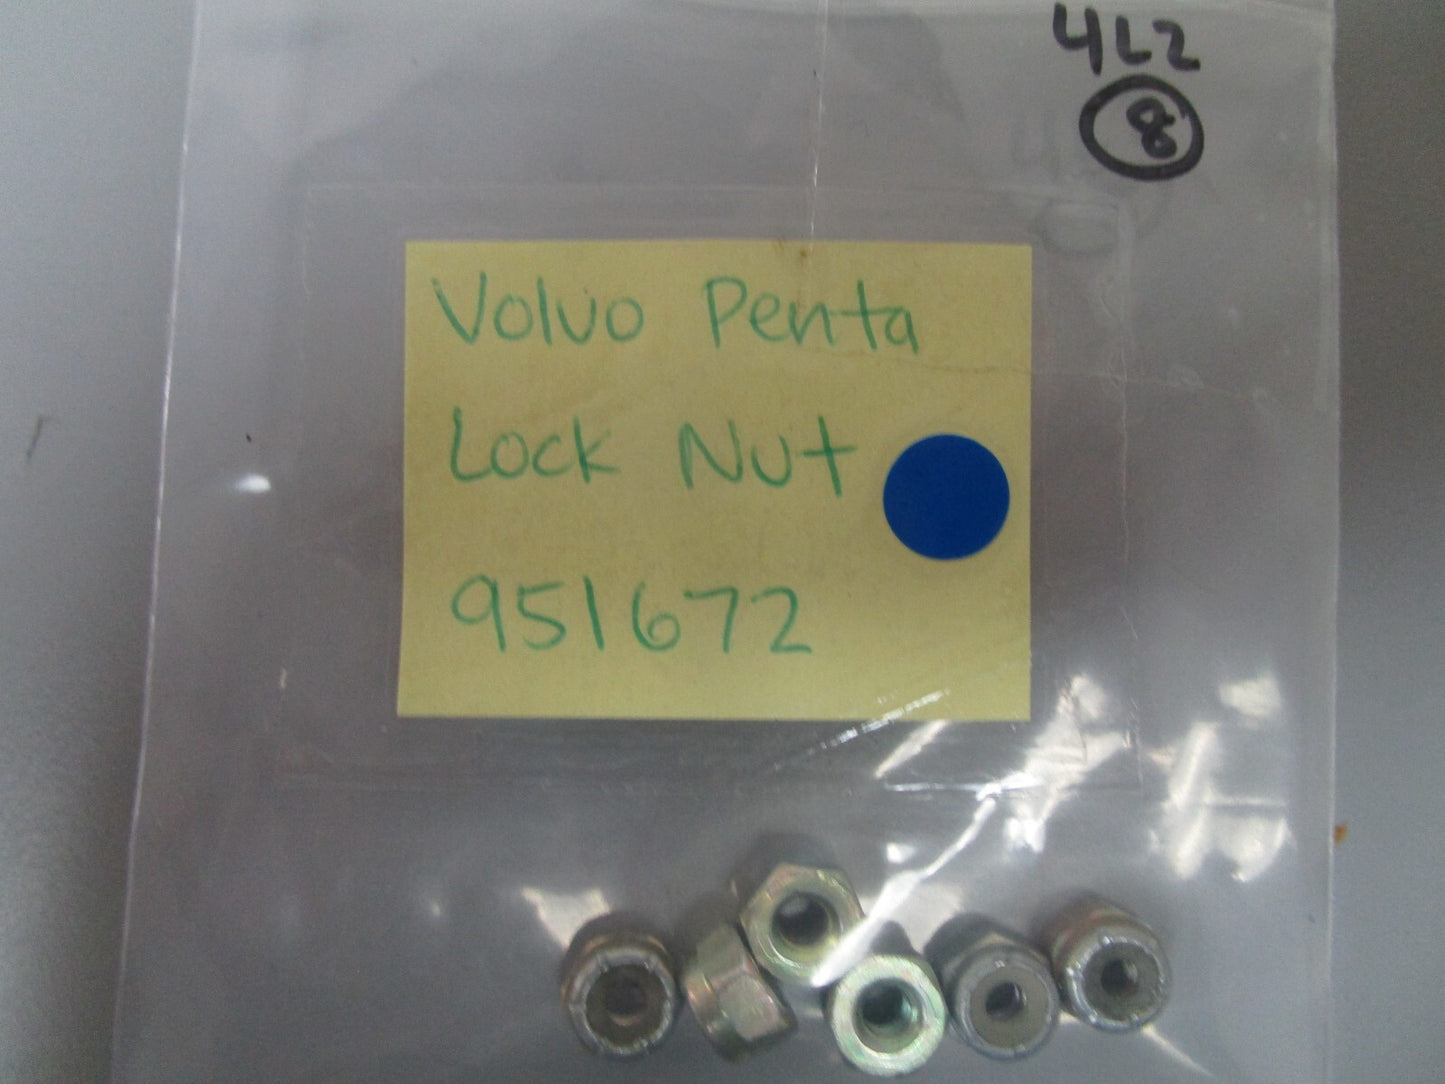 4L2
8
Volvo Penta
Lock Nut
951672